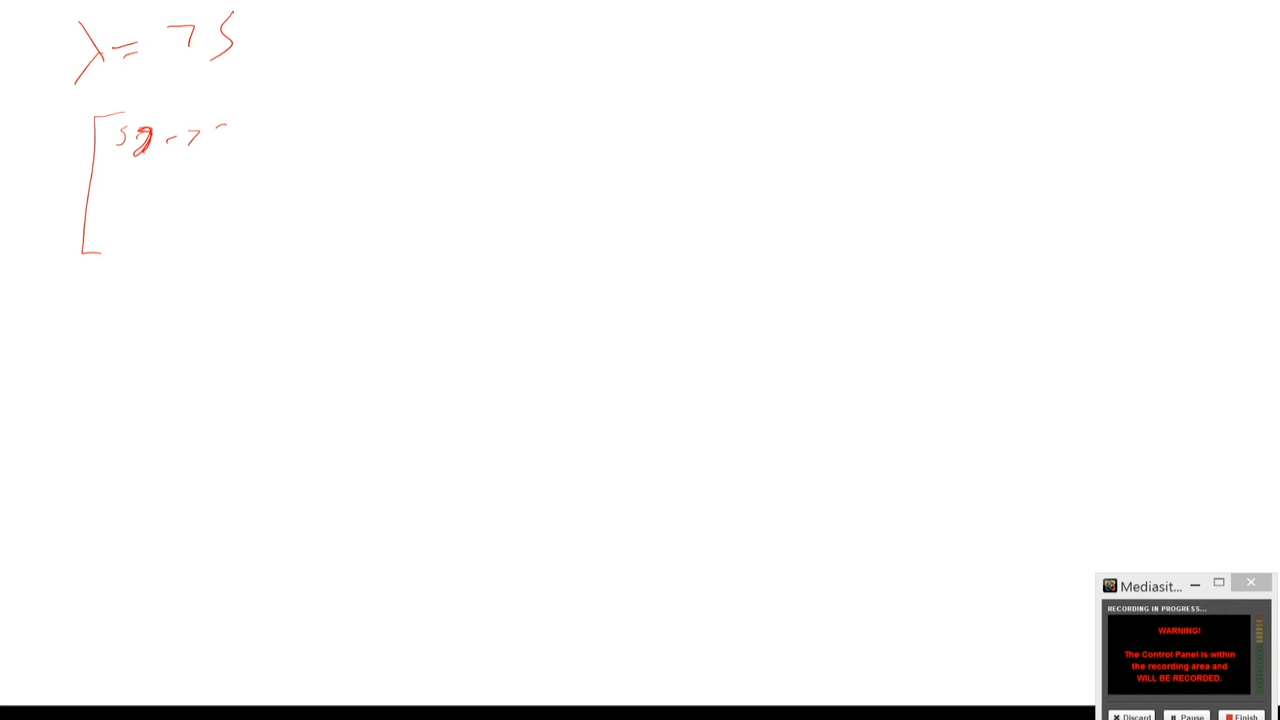 λ = 75
Mediasit...
RECORDING IN PROGRESS...
WARNING!
The Control Panel is within
the recording area and
WILL BE RECORDED.
Discard Pause Finish